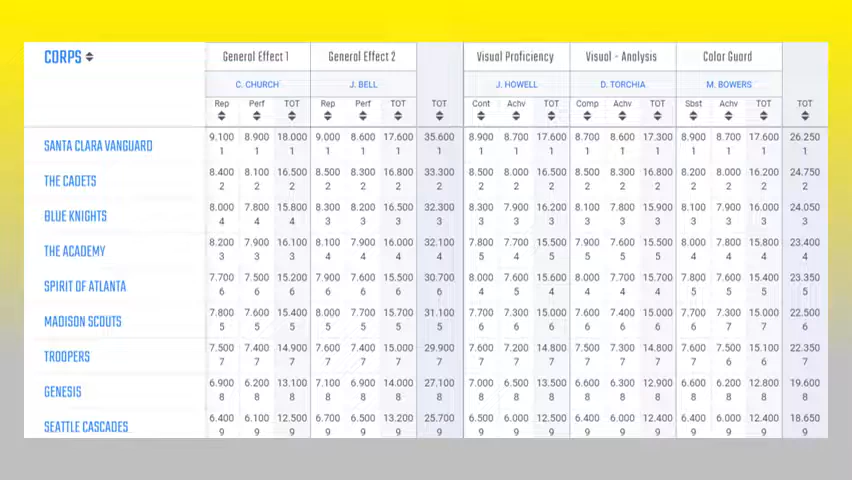 CORPS General Effect 1 General Effect 2 Visual Proficiency Visual - Analysis Color Guard
C. CHURCH J. BELL J. HOWELL D. TORCHIA M. BOWERS
Rep Perf TOT Rep Perf TOT TOT Cont Achv TOT Comp Achv TOT Sbst Achv TOT TOT
SANTA CLARA VANGUARD 9.100 8.900 18.000 9.000 8.600 17.600 35.600 8.900 8.700 17.600 8.700 8.600 17.300 8.900 8.700 17.600 26.250
1 1 1 1 1 1 1 1 1 1 1 1 1 1 1 1 1
THE CADETS 8.400 8.100 16.500 8.500 8.300 16.800 33.300 8.500 8.000 16.500 8.500 8.300 16.800 8.200 8.000 16.200 24.750
2 2 2 2 2 2 2 2 2 2 2 2 2 2 2 2 2
BLUE KNIGHTS 8.000 7.800 15.800 8.300 8.200 16.500 32.300 8.300 7.900 16.200 8.100 7.800 15.900 8.100 7.900 16.000 24.050
4 4 4 3 3 3 3 3 3 3 3 3 3 3 3 3 3
THE ACADEMY 8.200 7.900 16.100 8.100 7.900 16.000 32.100 7.800 7.700 15.500 7.900 7.600 15.500 8.000 7.800 15.800 23.400
3 3 3 4 4 4 4 5 4 5 5 5 5 4 4 4 4
SPIRIT OF ATLANTA 7.700 7.500 15.200 7.900 7.600 15.500 30.700 8.000 7.600 15.600 8.000 7.700 15.700 7.800 7.600 15.400 23.350
6 6 6 6 6 6 6 4 5 4 4 4 4 5 5 5 5
MADISON SCOUTS 7.800 7.600 15.400 8.000 7.700 15.700 31.100 7.700 7.300 15.000 7.600 7.400 15.000 7.700 7.300 15.000 22.500
5 5 5 5 5 5 5 6 6 6 6 6 6 6 7 7 6
TROOPERS 7.500 7.400 14.900 7.600 7.400 15.000 29.900 7.600 7.200 14.800 7.500 7.300 14.800 7.600 7.500 15.100 22.350
7 7 7 7 7 7 7 7 7 7 7 7 7 7 6 6 7
GENESIS 6.900 6.200 13.100 7.100 6.900 14.000 27.100 7.000 6.500 13.500 6.600 6.300 12.900 6.600 6.200 12.800 19.600
8 8 8 8 8 8 8 8 8 8 8 8 8 8 8 8 8
SEATTLE CASCADES 6.400 6.100 12.500 6.700 6.500 13.200 25.700 6.500 6.000 12.500 6.400 6.000 12.400 6.400 6.000 12.400 18.650
9 9 9 9 9 9 9 9 9 9 9 9 9 9 9 9 9